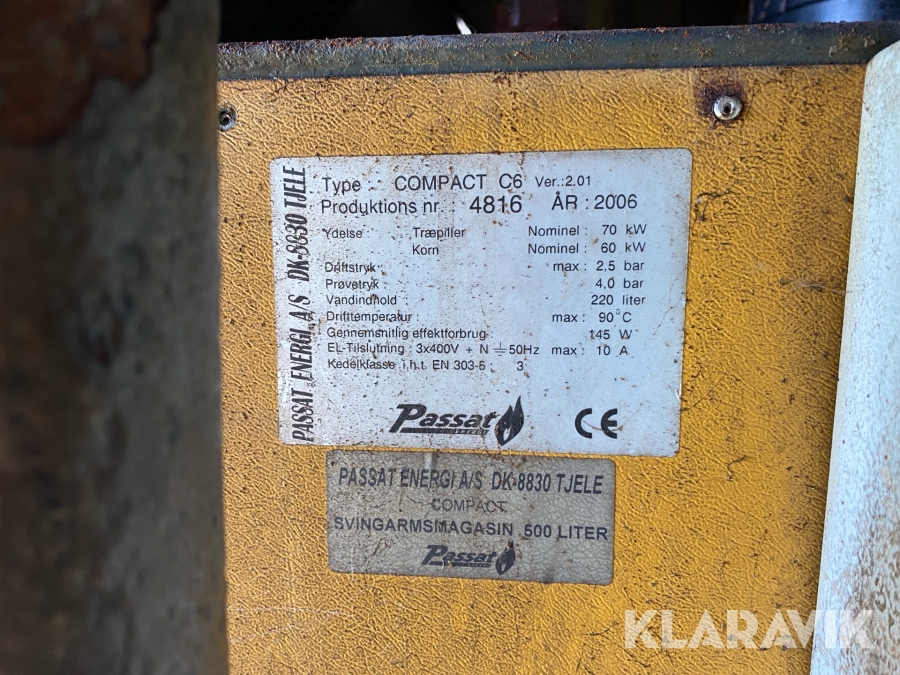 PASSAT ENERGI A/S DK-8830 TJELE
Type : COMPACT C6 Ver.:2.01
Produktions nr. 4816 ÅR : 2006
Ydelse Træpiller Nominel : 70 kW
Korn Nominel : 60 kW
Driftstryk max : 2,5 bar
Prøvetryk 4,0 bar
Vandindhold 220 liter
Drifttemperatur : max : 90°C
Gennemsnitlig effektforbrug : 145 W
EL-Tilslutning : 3x400V + N ⏚ 50Hz max : 10 A
Kedelklasse i.h.t. EN 303-5 : 3
Passat
ENERGI
CE
PASSAT ENERGI A/S DK-8830 TJELE
COMPACT
SVINGARMSMAGASIN 500 LITER
Passat
KLARAVIK